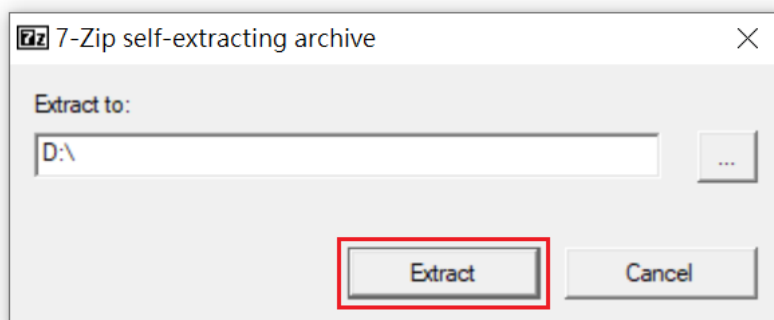 7z 7-Zip self-extracting archive
Extract to:
D:\
...
Extract
Cancel